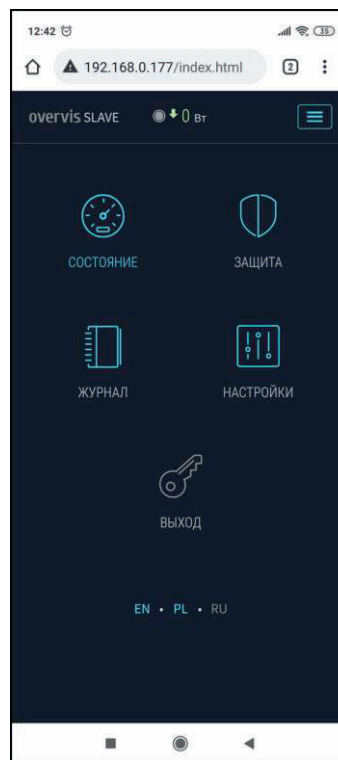 12:42 35
192.168.0.177/index.html 2
overvis SLAVE 0 Вт
СОСТОЯНИЕ ЗАЩИТА
ЖУРНАЛ НАСТРОЙКИ
ВЫХОД
EN • PL • RU